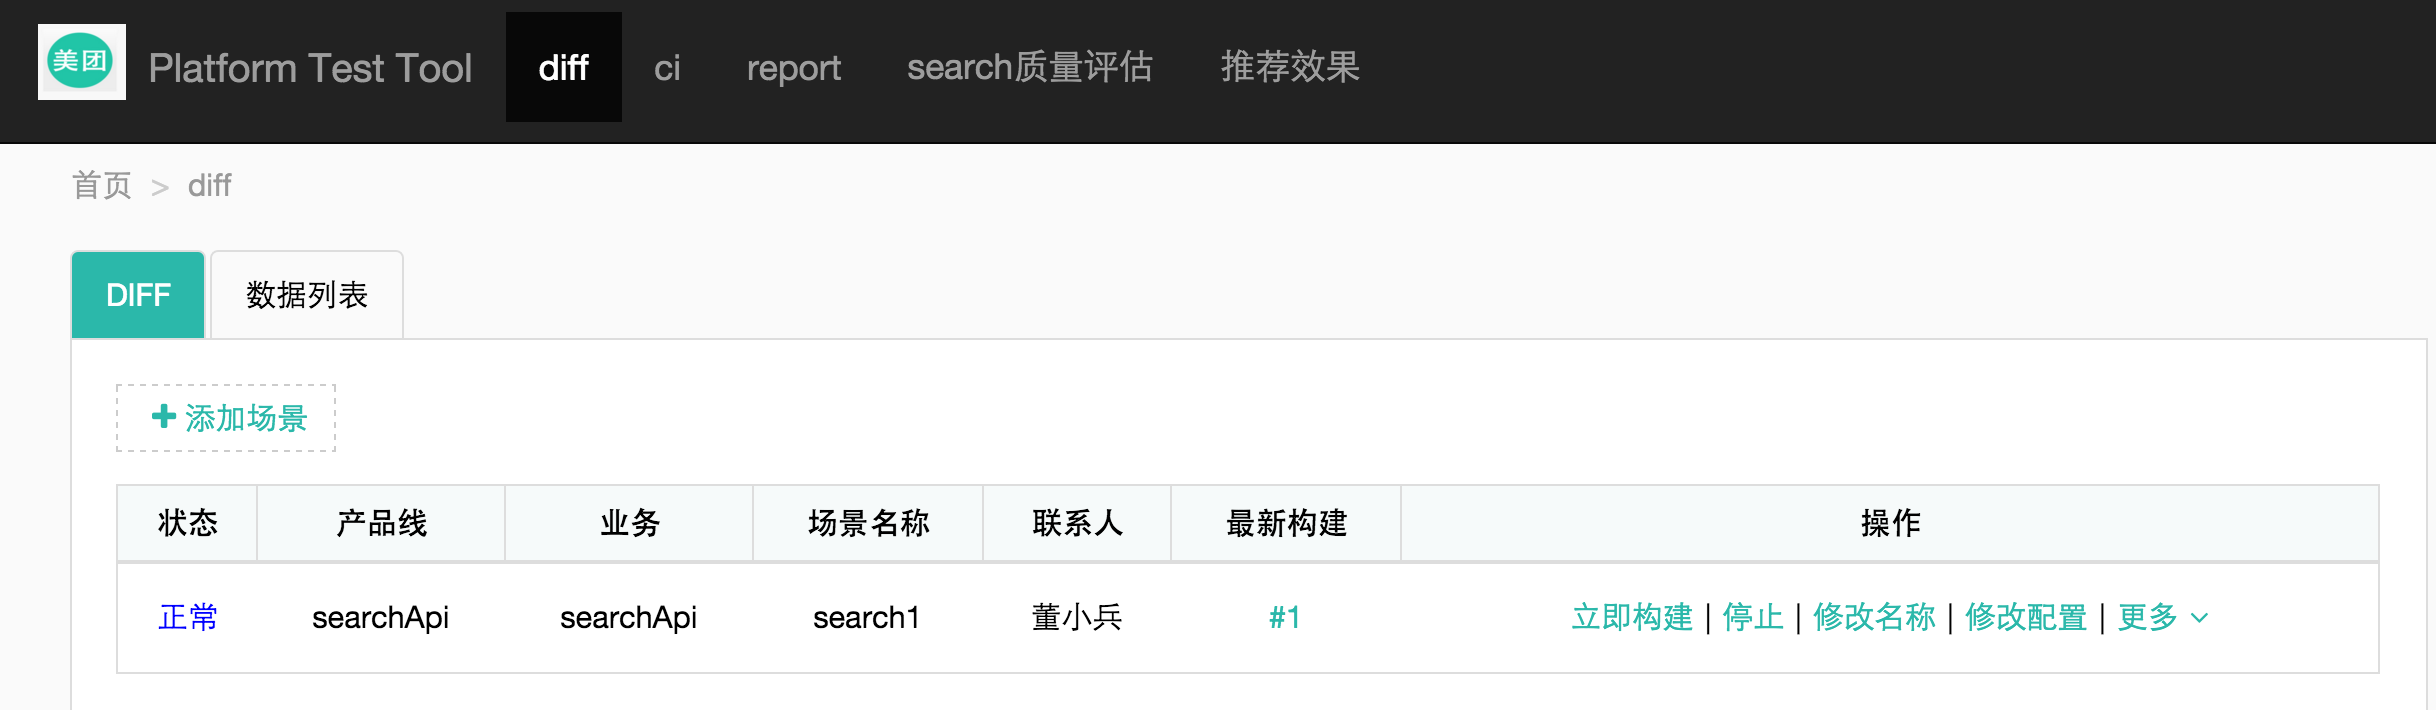 美团 Platform Test Tool diff ci report search质量评估 推荐效果
首页 > diff
DIFF 数据列表
+ 添加场景
状态 产品线 业务 场景名称 联系人 最新构建 操作
正常 searchApi searchApi search1 董小兵 #1 立即构建 | 停止 | 修改名称 | 修改配置 | 更多